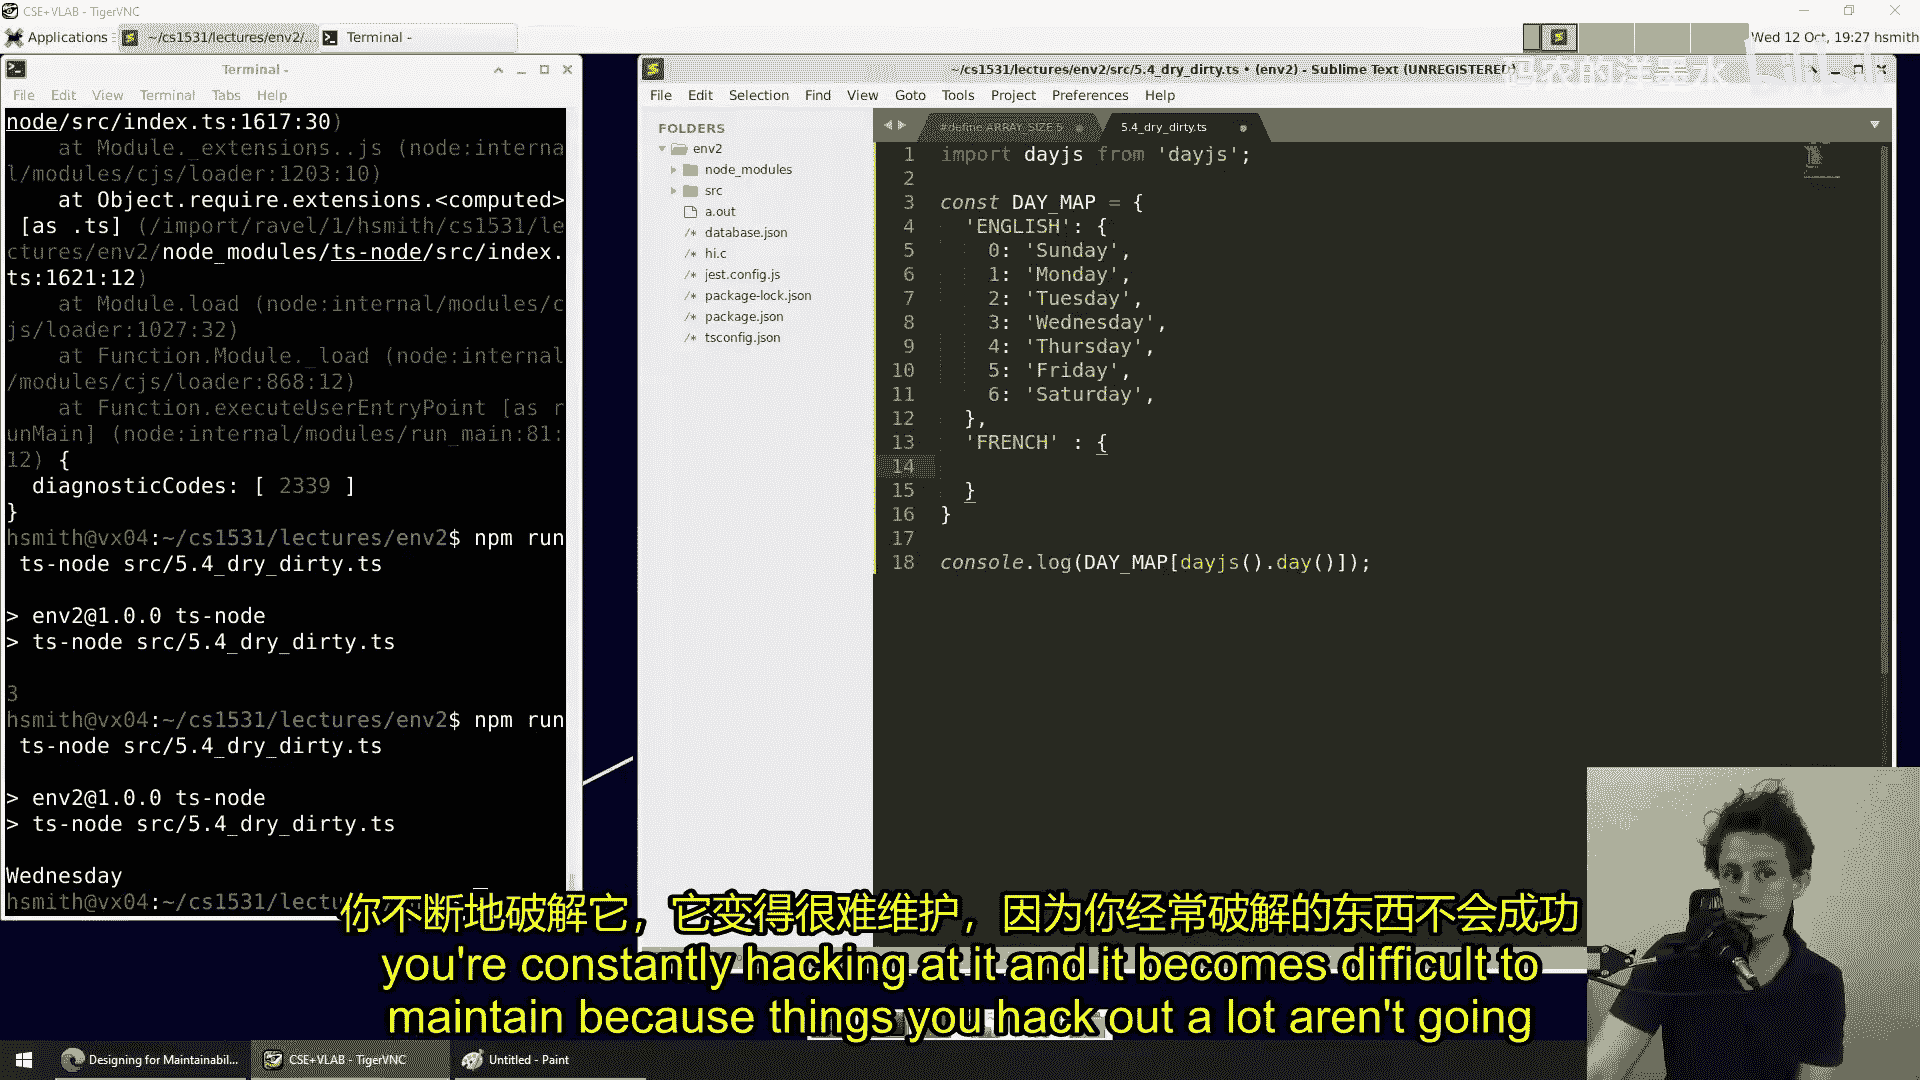 CSE+VLAB - TigerVNC
Applications
~/cs1531/lectures/env2/...
Terminal -
Wed 12 Oct, 19:27 hsmith
码农的洋墨水 bilibili
Terminal -
File Edit View Terminal Tabs Help
node/src/index.ts:1617:30)
    at Module._extensions..js (node:interna
l/modules/cjs/loader:1203:10)
    at Object.require.extensions.<computed>
 [as .ts] (/import/ravel/1/hsmith/cs1531/le
ctures/env2/node_modules/ts-node/src/index.
ts:1621:12)
    at Module.load (node:internal/modules/c
js/loader:1027:32)
    at Function.Module._load (node:internal
/modules/cjs/loader:868:12)
    at Function.executeUserEntryPoint [as r
unMain] (node:internal/modules/run_main:81:
12) {
  diagnosticCodes: [ 2339 ]
}
hsmith@vx04:~/cs1531/lectures/env2$ npm run
 ts-node src/5.4_dry_dirty.ts
> env2@1.0.0 ts-node
> ts-node src/5.4_dry_dirty.ts
3
hsmith@vx04:~/cs1531/lectures/env2$ npm run
 ts-node src/5.4_dry_dirty.ts
> env2@1.0.0 ts-node
> ts-node src/5.4_dry_dirty.ts
Wednesday
hsmith@vx04:~/cs1531/lectu
~/cs1531/lectures/env2/src/5.4_dry_dirty.ts • (env2) - Sublime Text (UNREGISTERED)
File Edit Selection Find View Goto Tools Project Preferences Help
FOLDERS
env2
node_modules
src
a.out
/* database.json
/* hi.c
/* jest.config.js
/* package-lock.json
/* package.json
/* tsconfig.json
#define ARRAY_SIZE 5
5.4_dry_dirty.ts
1 import dayjs from 'dayjs';
2
3 const DAY_MAP = {
4   'ENGLISH': {
5     0: 'Sunday',
6     1: 'Monday',
7     2: 'Tuesday',
8     3: 'Wednesday',
9     4: 'Thursday',
10     5: 'Friday',
11     6: 'Saturday',
12   },
13   'FRENCH' : {
14
15   }
16 }
17
18 console.log(DAY_MAP[dayjs().day()]);
你不断地破解它，它变得很难维护，因为你经常破解的东西不会成功
you're constantly hacking at it and it becomes difficult to
maintain because things you hack out a lot aren't going
Designing for Maintainabil...
CSE+VLAB - TigerVNC
Untitled - Paint